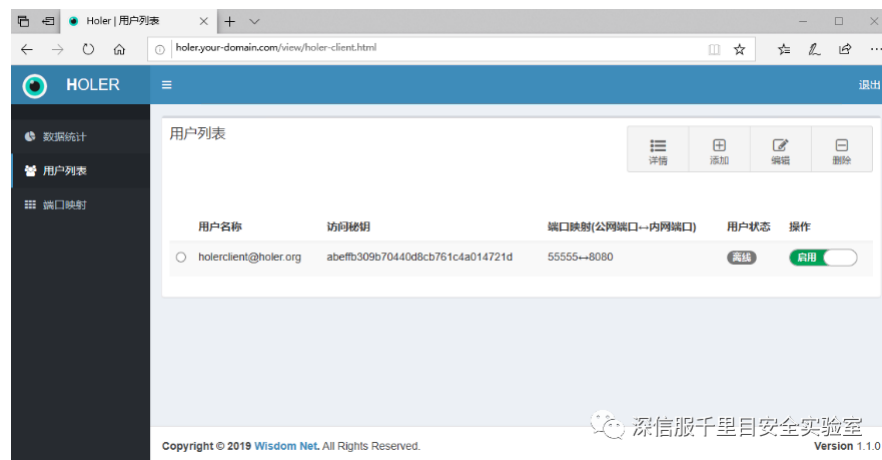 Holer | 用户列表
holer.your-domain.com/view/holer-client.html
HOLER
退出
数据统计
用户列表
端口映射
用户列表
详情 添加 编辑 删除
用户名称 访问秘钥 端口映射(公网端口↔内网端口) 用户状态 操作
holerclient@holer.org abeffb309b70440d8cb761c4a014721d 55555↔8080 离线 启用
深信服千里目安全实验室
Copyright © 2019 Wisdom Net. All Rights Reserved. Version 1.1.0